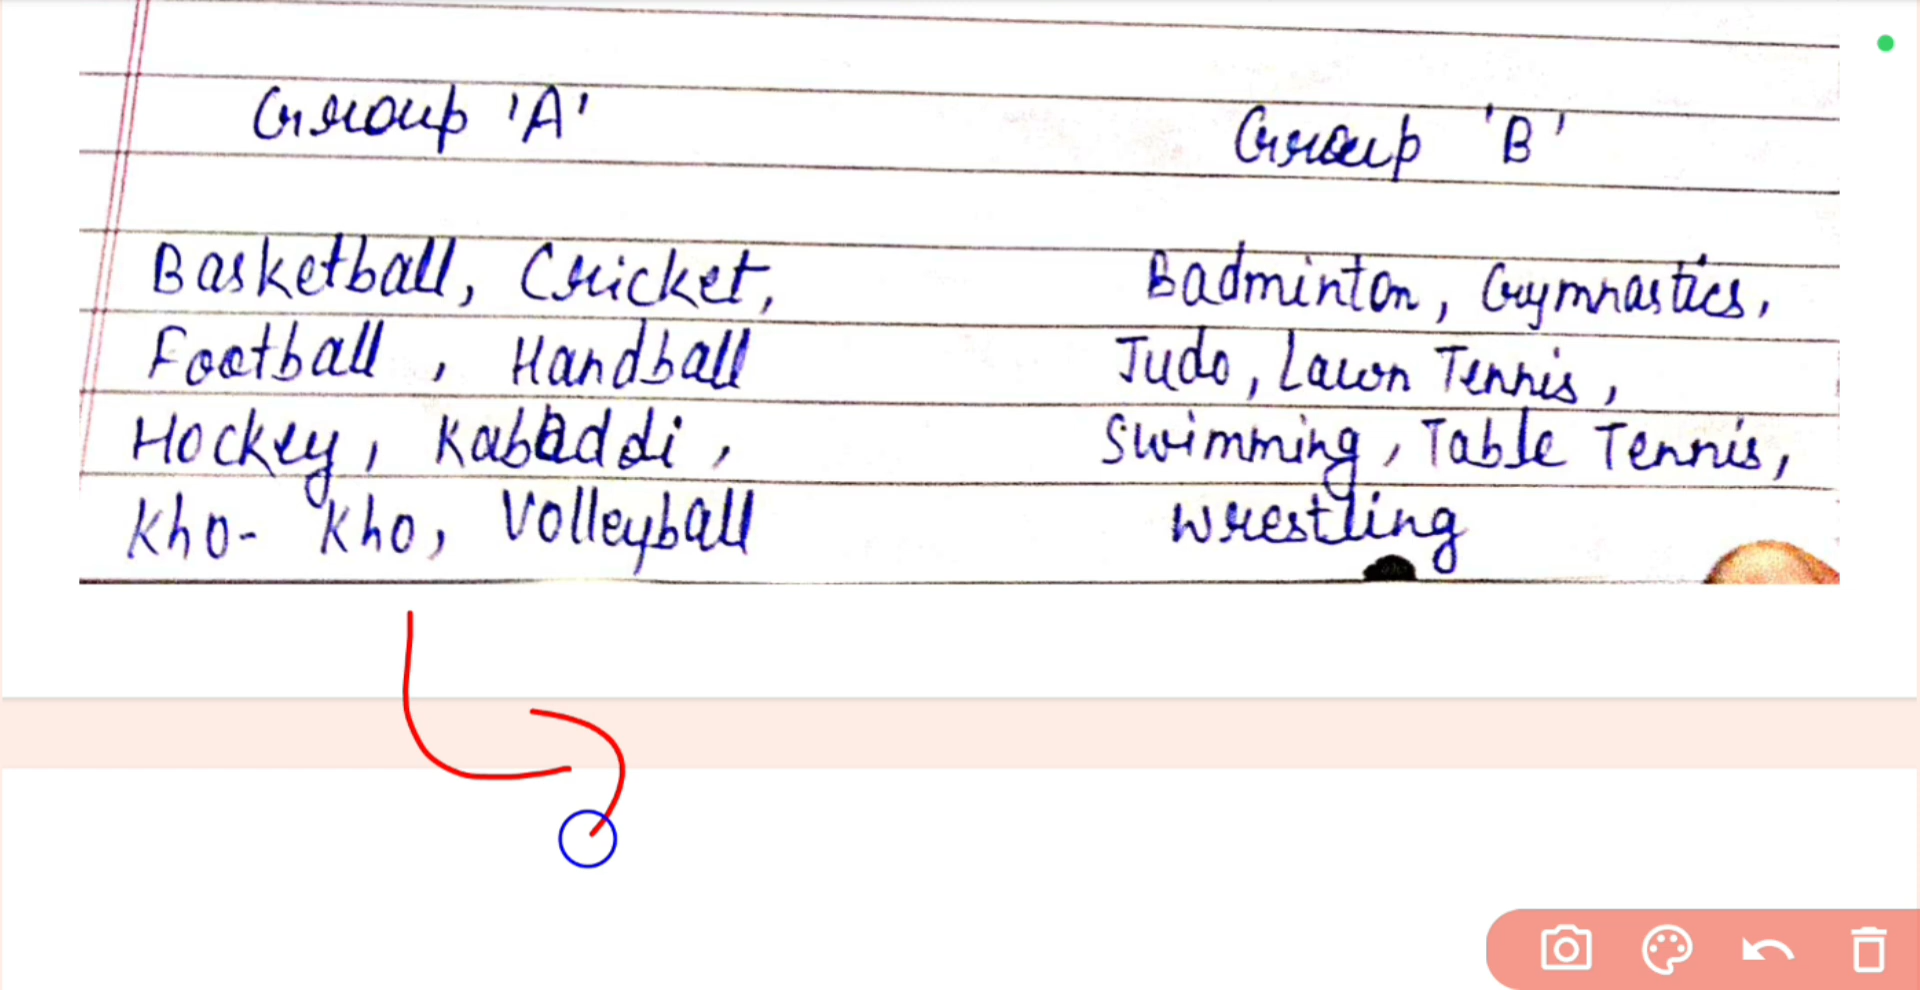 Group 'A'
Group 'B'
Basketball, Cricket,
Football, Handball
Hockey, Kabaddi,
Kho- Kho, Volleyball
Badminton, Gymnastics,
Judo, Lawn Tennis,
Swimming, Table Tennis,
Wrestling